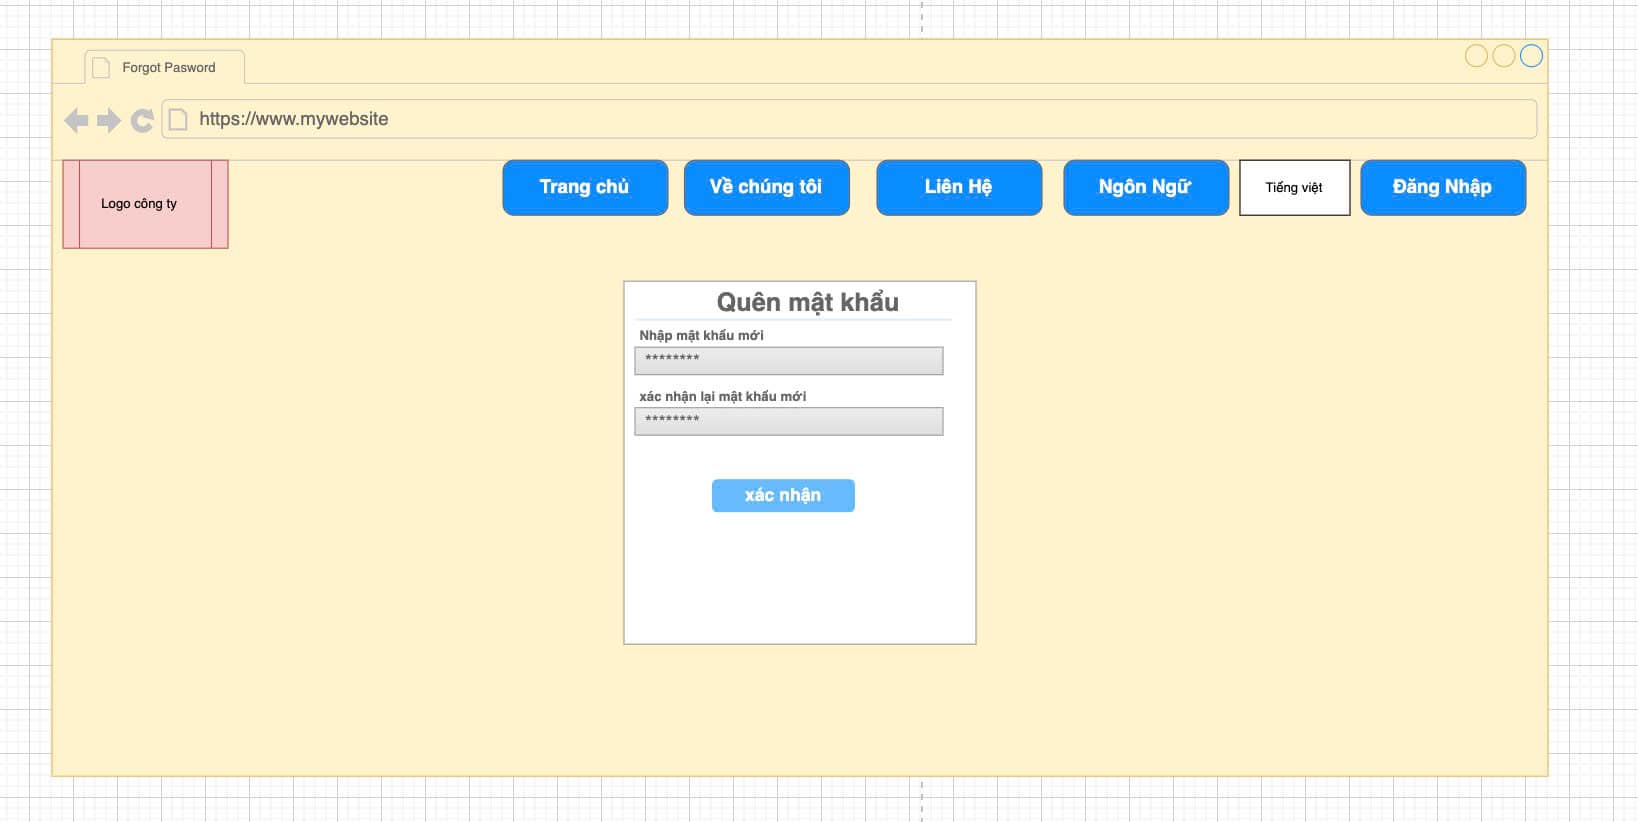 Forgot Pasword
https://www.mywebsite
Logo công ty
Trang chủ
Về chúng tôi
Liên Hệ
Ngôn Ngữ
Tiếng việt
Đăng Nhập
Quên mật khẩu
Nhập mật khẩu mới
********
xác nhận lại mật khẩu mới
********
xác nhận